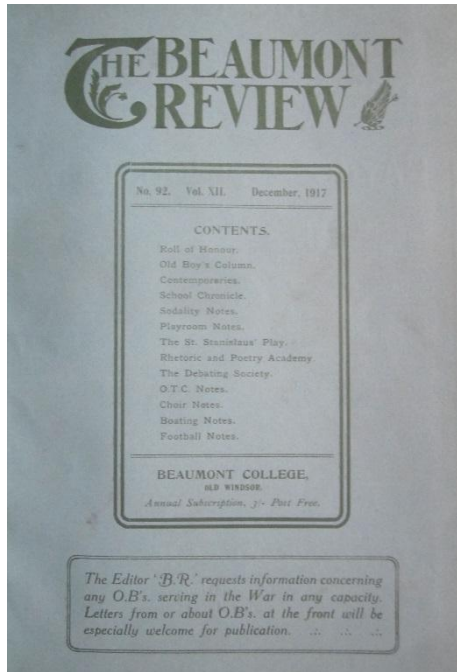 THE BEAUMONT
REVIEW
No. 92. Vol. XII. December, 1917
CONTENTS.
Roll of Honour.
Old Boy's Column.
Contemporaries.
School Chronicle.
Sodality Notes.
Playroom Notes.
The St. Stanislaus' Play.
Rhetoric and Poetry Academy.
The Debating Society.
O.T.C. Notes.
Choir Notes.
Boating Notes.
Football Notes.
BEAUMONT COLLEGE,
OLD WINDSOR.
Annual Subscription, 3/- Post Free.
The Editor 'B.R.' requests information concerning
any O.B's. serving in the War in any capacity.
Letters from or about O.B's. at the front will be
especially welcome for publication. .:. .:. .:.